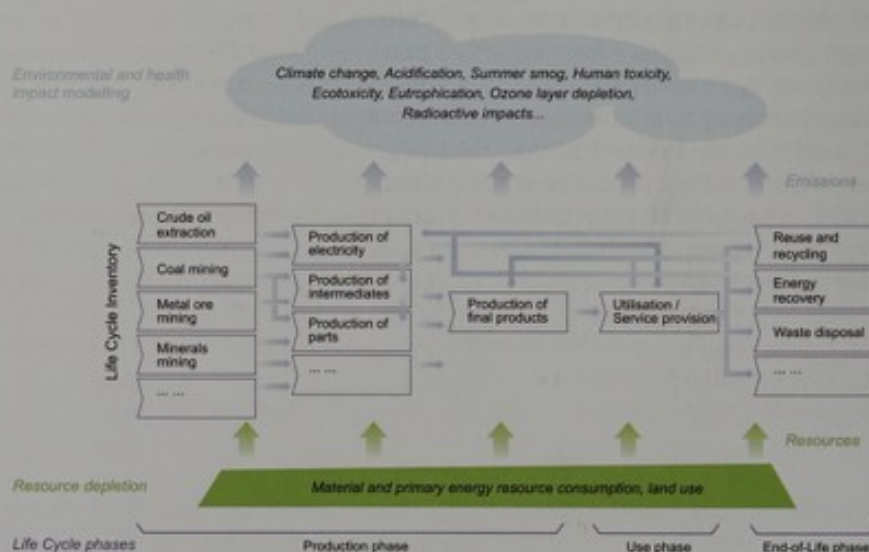 Environmental and health
impact modelling
Climate change, Acidification, Summer smog, Human toxicity,
Ecotoxicity, Eutrophication, Ozone layer depletion,
Radioactive impacts...
Emissions
Life Cycle Inventory
Crude oil
extraction
Coal mining
Metal ore
mining
Minerals
mining
... ...
Production of
electricity
Production of
intermediates
Production of
parts
... ...
Production of
final products
Utilisation /
Service provision
Reuse and
recycling
Energy
recovery
Waste disposal
... ...
Resources
Resource depletion
Material and primary energy resource consumption, land use
Life Cycle phases
Production phase
Use phase
End-of-Life phase